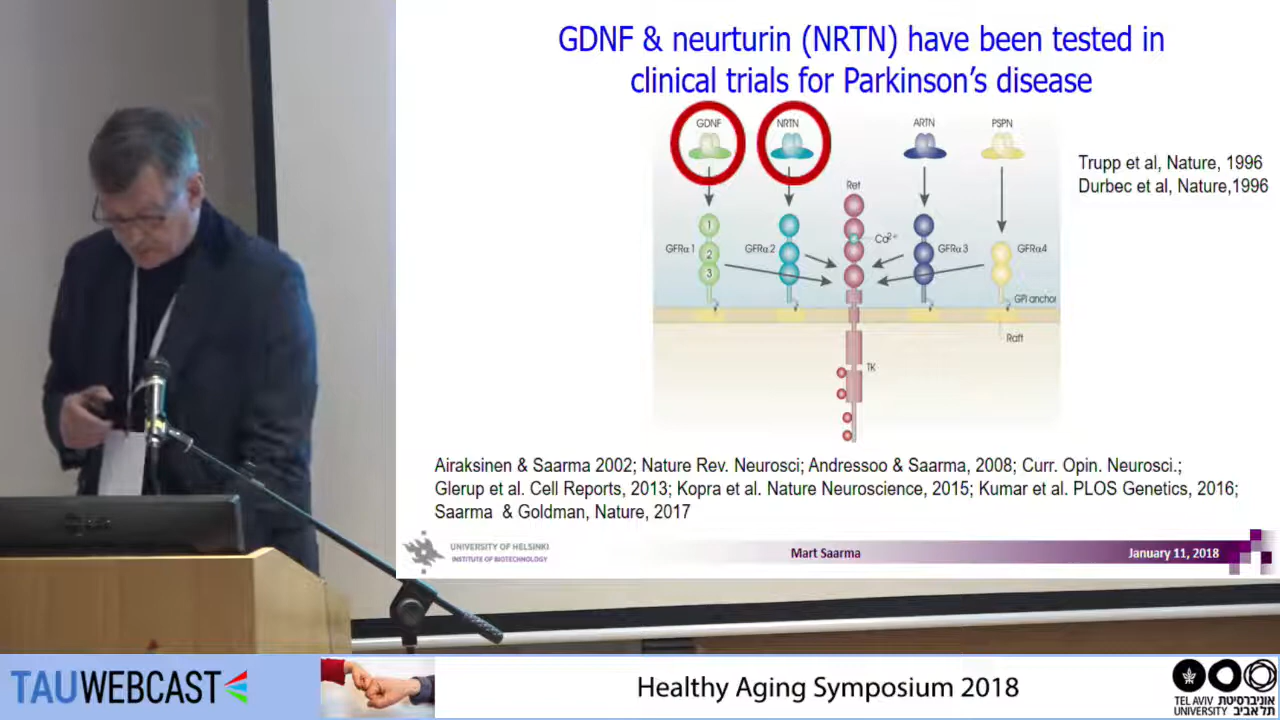 GDNF & neurturin (NRTN) have been tested in
clinical trials for Parkinson's disease
GDNF
NRTN
ARTN
PSPN
Trupp et al, Nature, 1996
Durbec et al, Nature,1996
Ret
1
2
3
GFRα1
GFRα2
Ca²⁺
GFRα3
GFRα4
GPI anchor
Raft
TK
Airaksinen & Saarma 2002; Nature Rev. Neurosci; Andressoo & Saarma, 2008; Curr. Opin. Neurosci.;
Glerup et al. Cell Reports, 2013; Kopra et al. Nature Neuroscience, 2015; Kumar et al. PLOS Genetics, 2016;
Saarma & Goldman, Nature, 2017
UNIVERSITY OF HELSINKI
INSTITUTE OF BIOTECHNOLOGY
Mart Saarma
January 11, 2018
TAUWEBCAST
Healthy Aging Symposium 2018
TEL AVIV אוניברסיטת
UNIVERSITY תל אביב